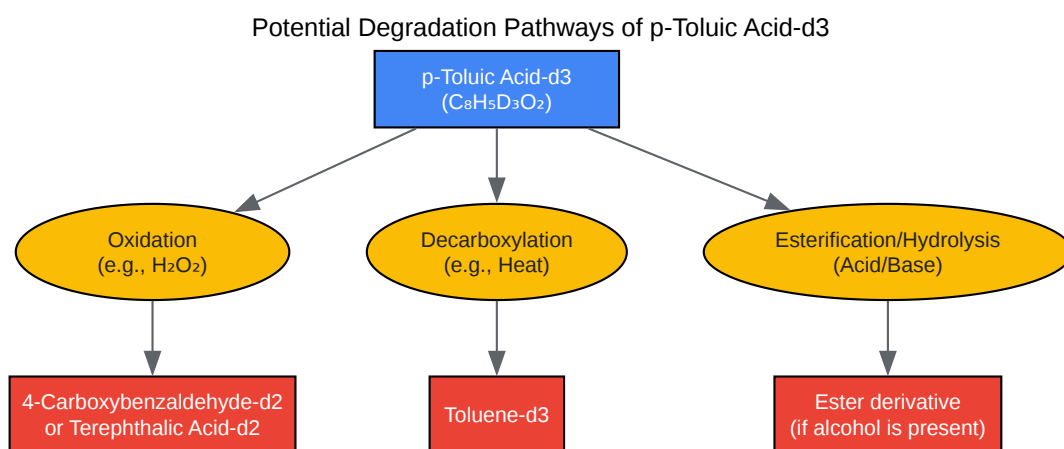 Potential Degradation Pathways of p-Toluic Acid-d3
p-Toluic Acid-d3
(C₈H₅D₃O₂)
Oxidation
(e.g., H₂O₂)
Decarboxylation
(e.g., Heat)
Esterification/Hydrolysis
(Acid/Base)
4-Carboxybenzaldehyde-d2
or Terephthalic Acid-d2
Toluene-d3
Ester derivative
(if alcohol is present)